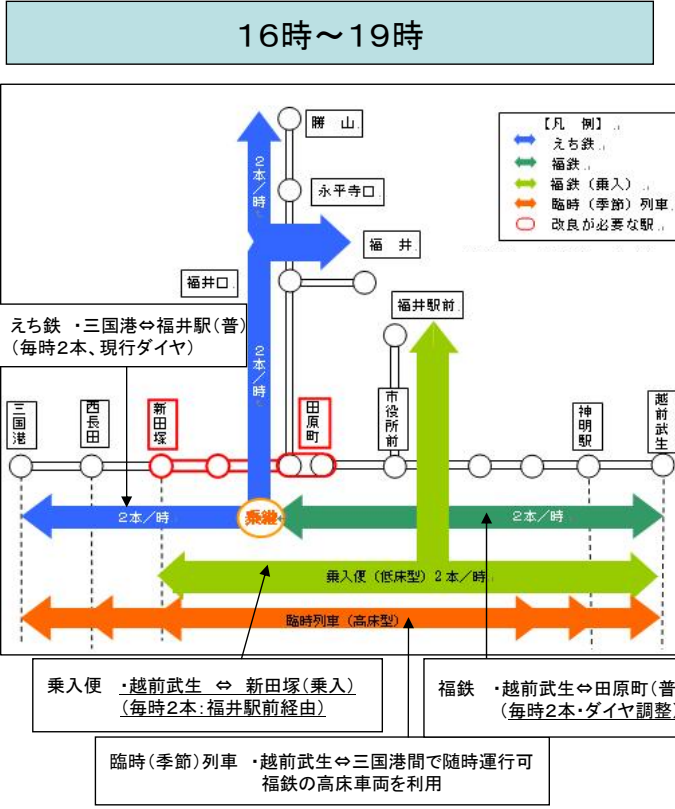 16時~19時
勝 山
永平寺口
福 井
福井口
福井駅前
【凡 例】
えち鉄
福鉄
福鉄(乗入)
臨時(季節)列車
改良が必要な駅
2本/時
2本/時
えち鉄 ・三国港⇔福井駅(普)
(毎時2本、現行ダイヤ)
三国港
西長田
新田塚
田原町
市役所前
神明駅
越前武生
2本/時
乗継
2本/時
乗入便(低床型)2本/時
臨時列車(高床型)
乗入便 ・越前武生 ⇔ 新田塚(乗入)
(毎時2本:福井駅前経由)
福鉄 ・越前武生⇔田原町(普
(毎時2本・ダイヤ調整)
臨時(季節)列車 ・越前武生⇔三国港間で随時運行可
福鉄の高床車両を利用